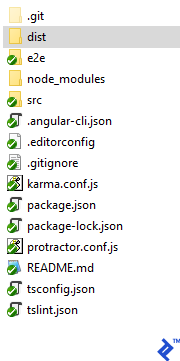 .git
dist
e2e
node_modules
src
.angular-cli.json
.editorconfig
.gitignore
karma.conf.js
package.json
package-lock.json
protractor.conf.js
README.md
tsconfig.json
tslint.json
TM